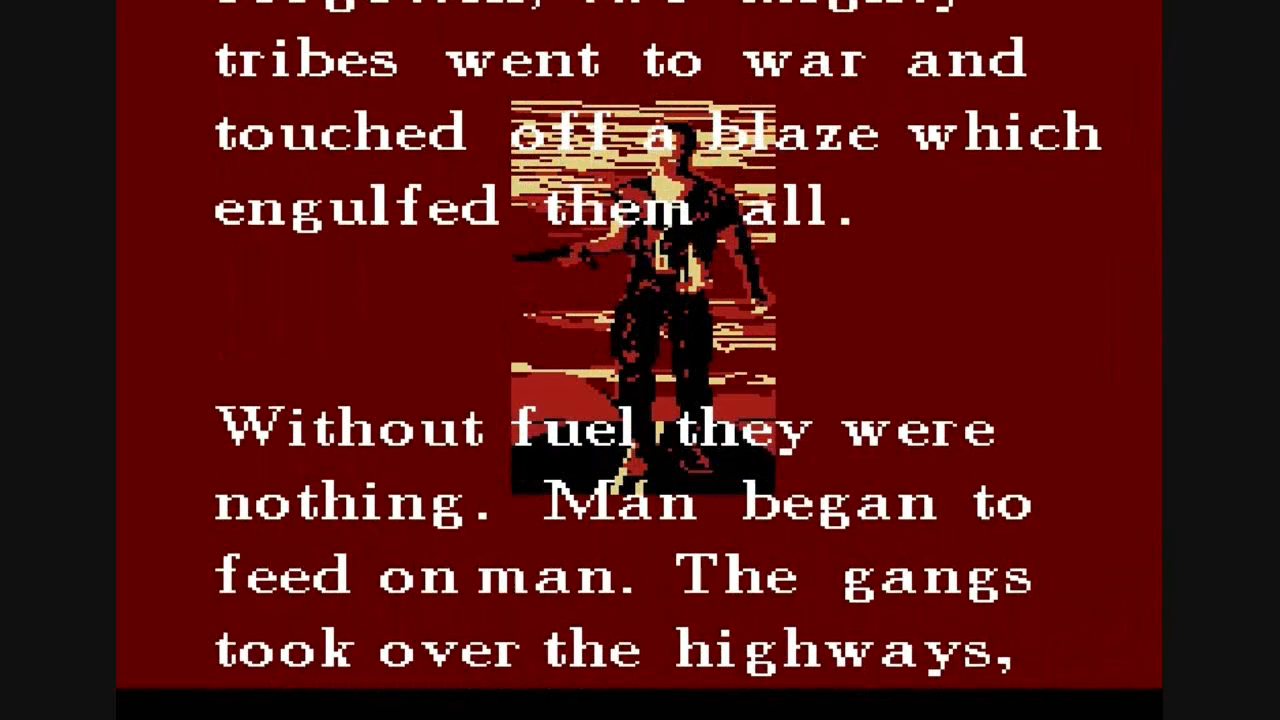 tribes went to war and
touched off a blaze which
engulfed them all.
Without fuel they were
nothing. Man began to
feed on man. The gangs
took over the highways,